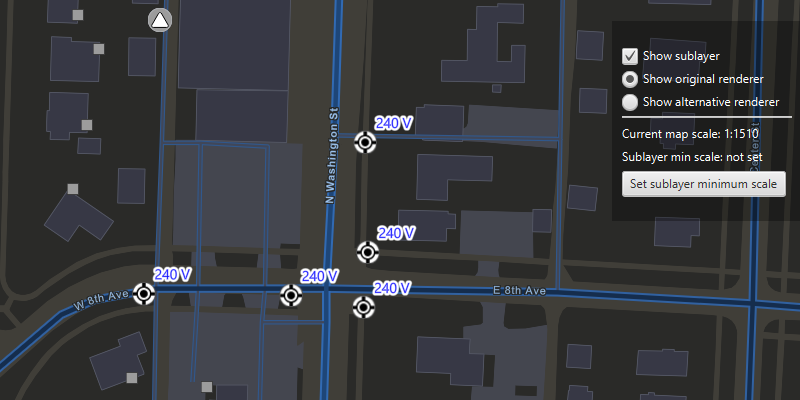 Show sublayer
Show original renderer
Show alternative renderer
Current map scale: 1:1510
Sublayer min scale: not set
Set sublayer minimum scale
240 V
N Washington St
240 V
240 V
240 V
240 V
W 8th Ave
E 8th Ave